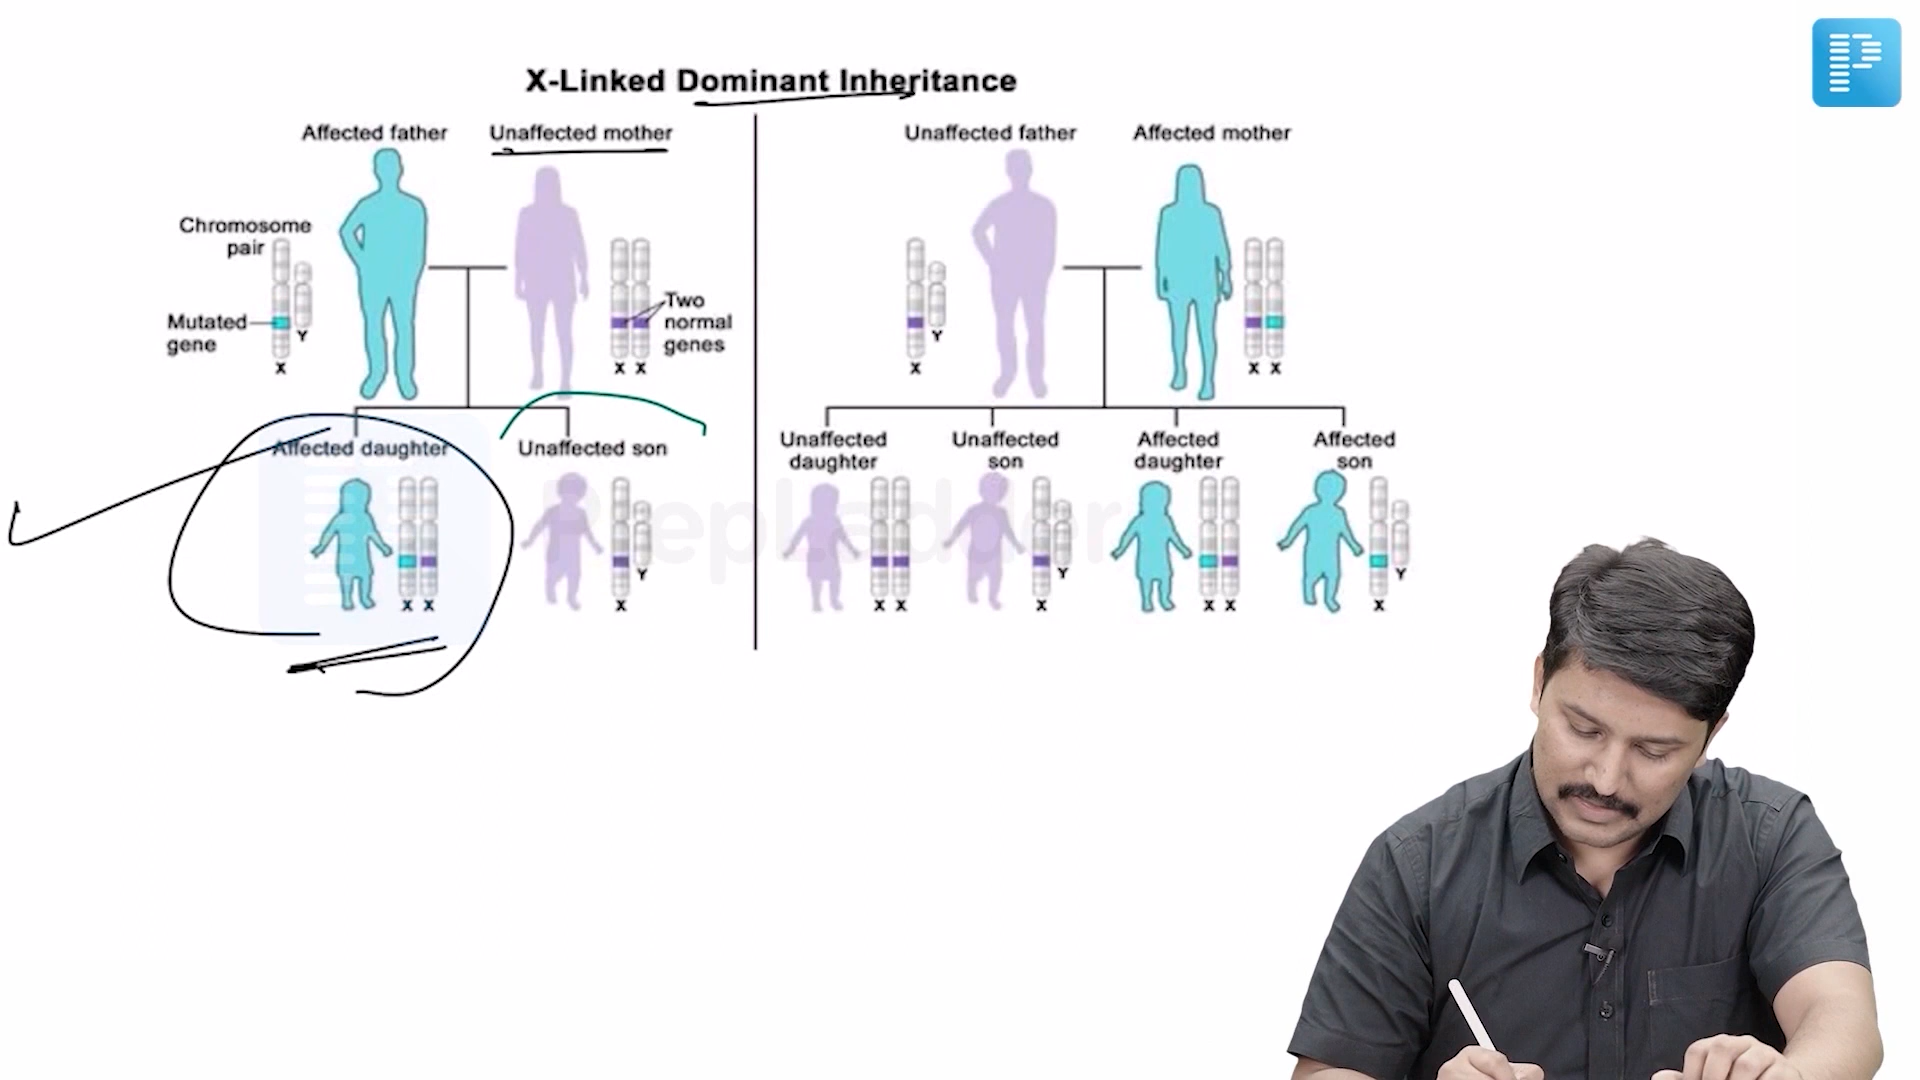 X-Linked Dominant Inheritance
Affected father
Unaffected mother
Chromosome
pair
Mutated
gene
Y
X
Two
normal
genes
X X
Affected daughter
X X
Unaffected son
Y
X
Unaffected father
Affected mother
Y
X
X X
Unaffected
daughter
X X
Unaffected
son
Y
X
Affected
daughter
X X
Affected
son
Y
X
PrepLadder